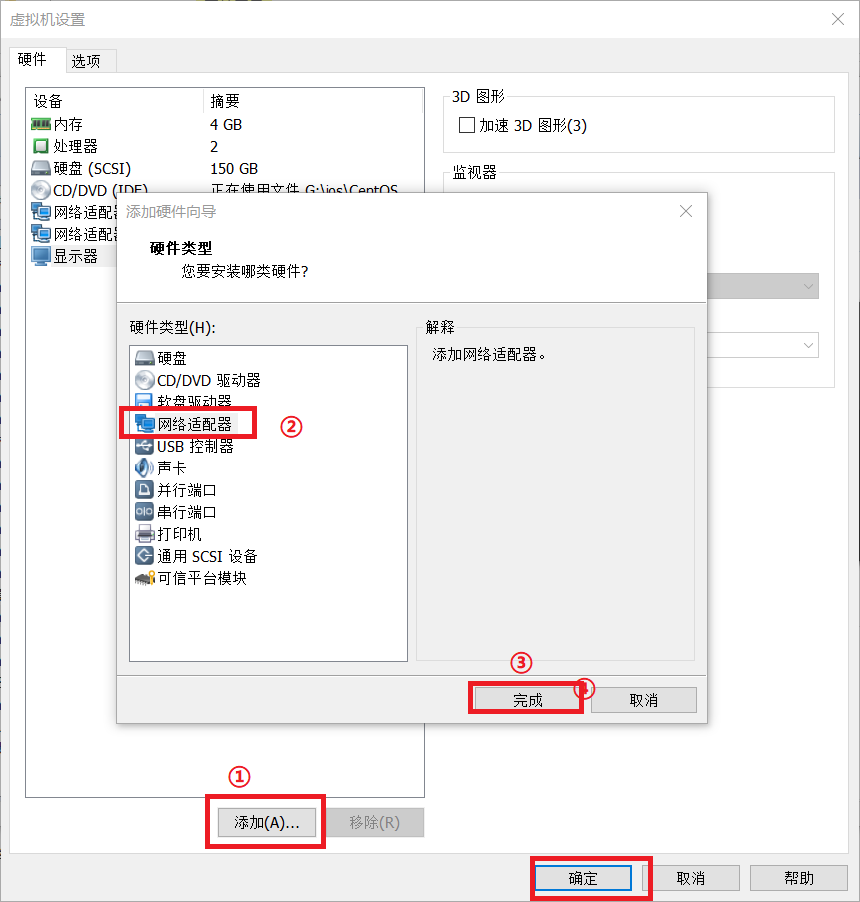 虚拟机设置
硬件
选项
设备
摘要
内存
4 GB
处理器
2
硬盘 (SCSI)
150 GB
CD/DVD (IDE)
正在使用文件 G:\ios\CentOS
网络适配
网络适配
显示器
3D 图形
加速 3D 图形(3)
监视器
添加硬件向导
硬件类型
您要安装哪类硬件?
硬件类型(H):
硬盘
CD/DVD 驱动器
软盘驱动器
网络适配器
②
USB 控制器
声卡
并行端口
串行端口
打印机
通用 SCSI 设备
可信平台模块
解释
添加网络适配器。
③
④
完成
取消
①
添加(A)...
移除(R)
确定
取消
帮助